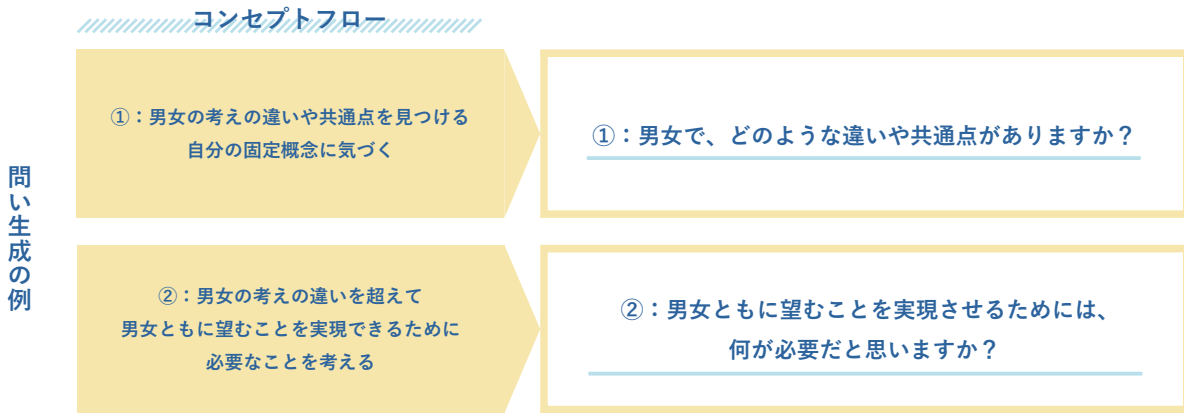 コンセプトフロー
問い生成の例
①：男女の考えの違いや共通点を見つける
自分の固定概念に気づく
①：男女で、どのような違いや共通点がありますか？
②：男女の考えの違いを超えて
男女ともに望むことを実現できるために
必要なことを考える
②：男女ともに望むことを実現させるためには、
何が必要だと思いますか？